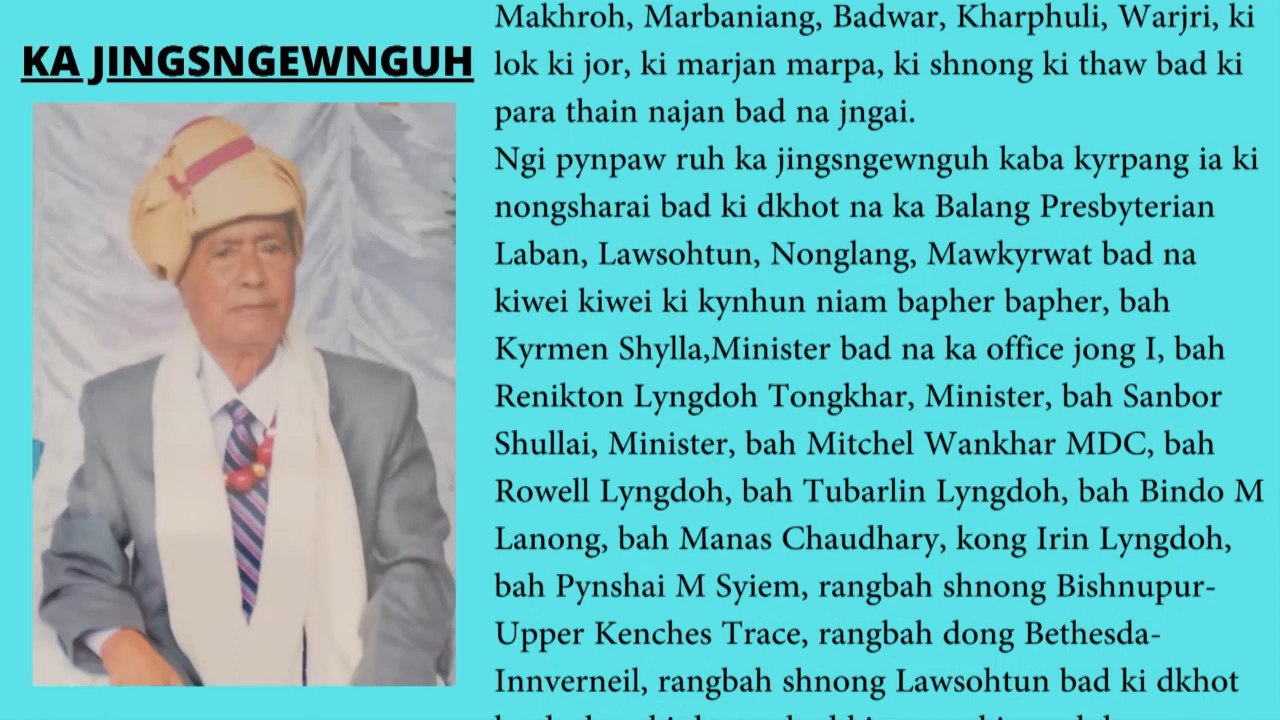 KA JINGSNGEWNGUH
Makhroh, Marbaniang, Badwar, Kharphuli, Warjri, ki
lok ki jor, ki marjan marpa, ki shnong ki thaw bad ki
para thain najan bad na jngai.
Ngi pynpaw ruh ka jingsngewnguh kaba kyrpang ia ki
nongsharai bad ki dkhot na ka Balang Presbyterian
Laban, Lawsohtun, Nonglang, Mawkyrwat bad na
kiwei kiwei ki kynhun niam bapher bapher, bah
Kyrmen Shylla,Minister bad na ka office jong I, bah
Renikton Lyngdoh Tongkhar, Minister, bah Sanbor
Shullai, Minister, bah Mitchel Wankhar MDC, bah
Rowell Lyngdoh, bah Tubarlin Lyngdoh, bah Bindo M
Lanong, bah Manas Chaudhary, kong Irin Lyngdoh,
bah Pynshai M Syiem, rangbah shnong Bishnupur-
Upper Kenches Trace, rangbah dong Bethesda-
Innverneil, rangbah shnong Lawsohtun bad ki dkhot